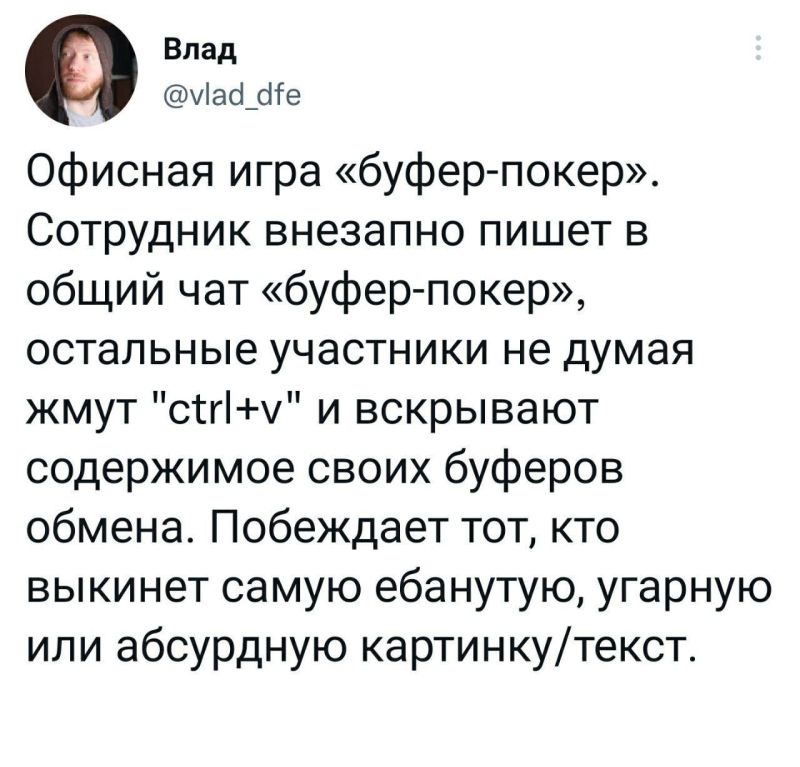 Влад
@vlad_dfe
Офисная игра «буфер-покер».
Сотрудник внезапно пишет в
общий чат «буфер-покер»,
остальные участники не думая
жмут "ctrl+v" и вскрывают
содержимое своих буферов
обмена. Побеждает тот, кто
выкинет самую ебанутую, угарную
или абсурдную картинку/текст.